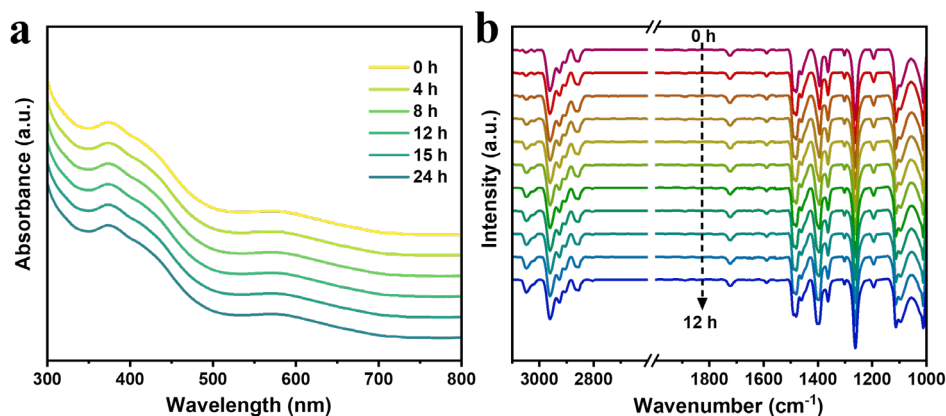 a
Absorbance (a.u.)
0 h
4 h
8 h
12 h
15 h
24 h
300 400 500 600 700 800
Wavelength (nm)
b
Intensity (a.u.)
0 h
12 h
3000 2800 1800 1600 1400 1200 1000
Wavenumber (cm⁻¹)